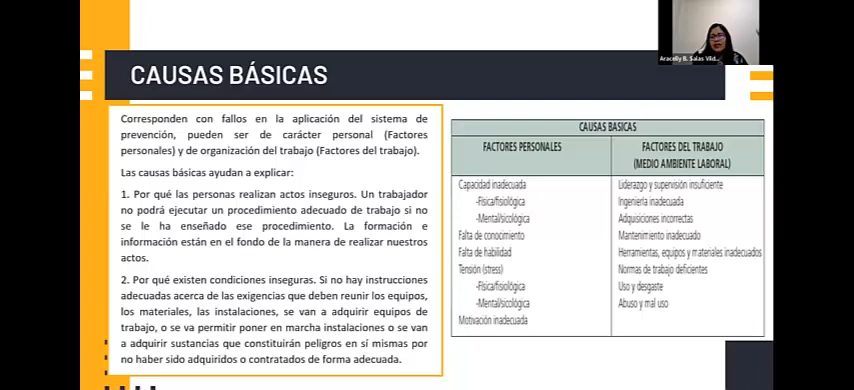 Aracelly B. Salas Vild...
CAUSAS BÁSICAS
Corresponden con fallos en la aplicación del sistema de
prevención, pueden ser de carácter personal (Factores
personales) y de organización del trabajo (Factores del trabajo).
Las causas básicas ayudan a explicar:
1. Por qué las personas realizan actos inseguros. Un trabajador
no podrá ejecutar un procedimiento adecuado de trabajo si no
se le ha enseñado ese procedimiento. La formación e
información están en el fondo de la manera de realizar nuestros
actos.
2. Por qué existen condiciones inseguras. Si no hay instrucciones
adecuadas acerca de las exigencias que deben reunir los equipos,
los materiales, las instalaciones, se van a adquirir equipos de
trabajo, o se va permitir poner en marcha instalaciones o se van
a adquirir sustancias que constituirán peligros en sí mismas por
no haber sido adquiridos o contratados de forma adecuada.
CAUSAS BASICAS
FACTORES PERSONALES
Capacidad inadecuada
-Física/fisiológica
-Mental/sicológica
Falta de conocimiento
Falta de habilidad
Tensión (stress)
-Física/fisiológica
-Mental/sicológica
Motivación inadecuada
FACTORES DEL TRABAJO
(MEDIO AMBIENTE LABORAL)
Liderazgo y supervisión insuficiente
Ingeniería inadecuada
Adquisiciones incorrectas
Mantenimiento inadecuado
Herramientas, equipos y materiales inadecuados
Normas de trabajo deficientes
Uso y desgaste
Abuso y mal uso